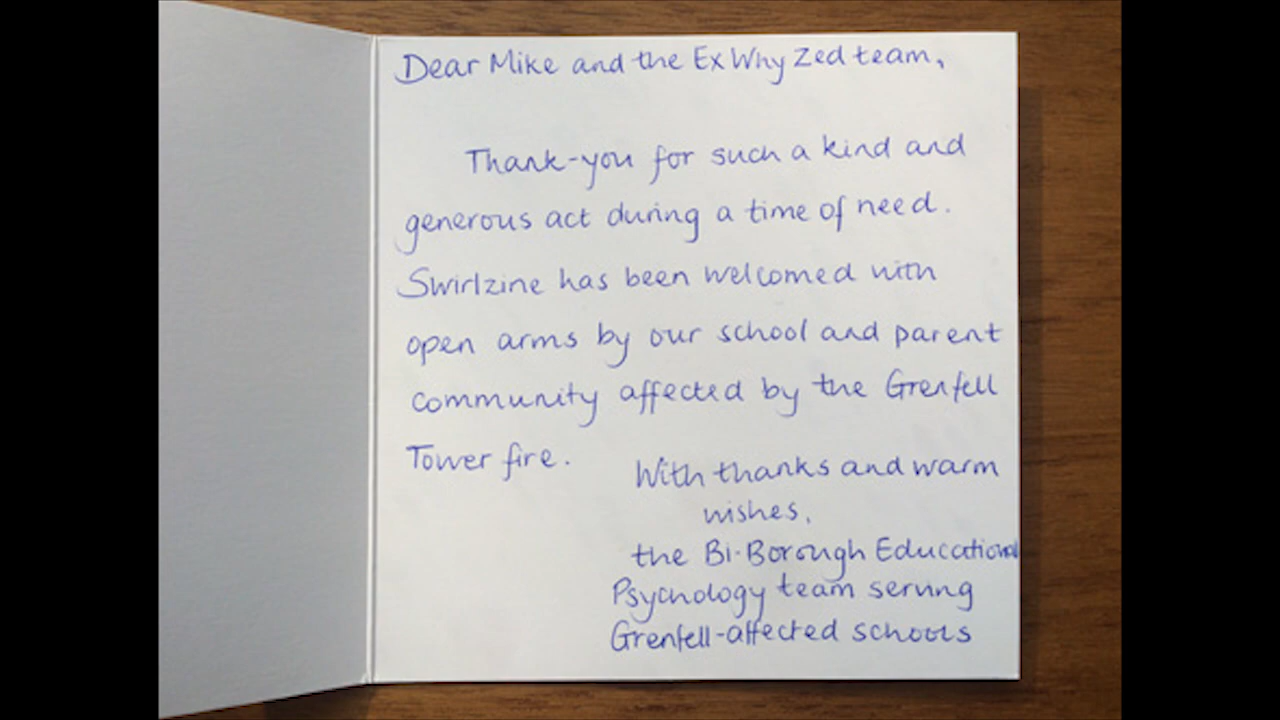 Dear Mike and the Ex Why Zed team,
Thank-you for such a kind and
generous act during a time of need.
Swirlzine has been welcomed with
open arms by our school and parent
community affected by the Grenfell
Tower fire.
With thanks and warm
wishes,
the Bi-Borough Educational
Psychology team serving
Grenfell-affected schools